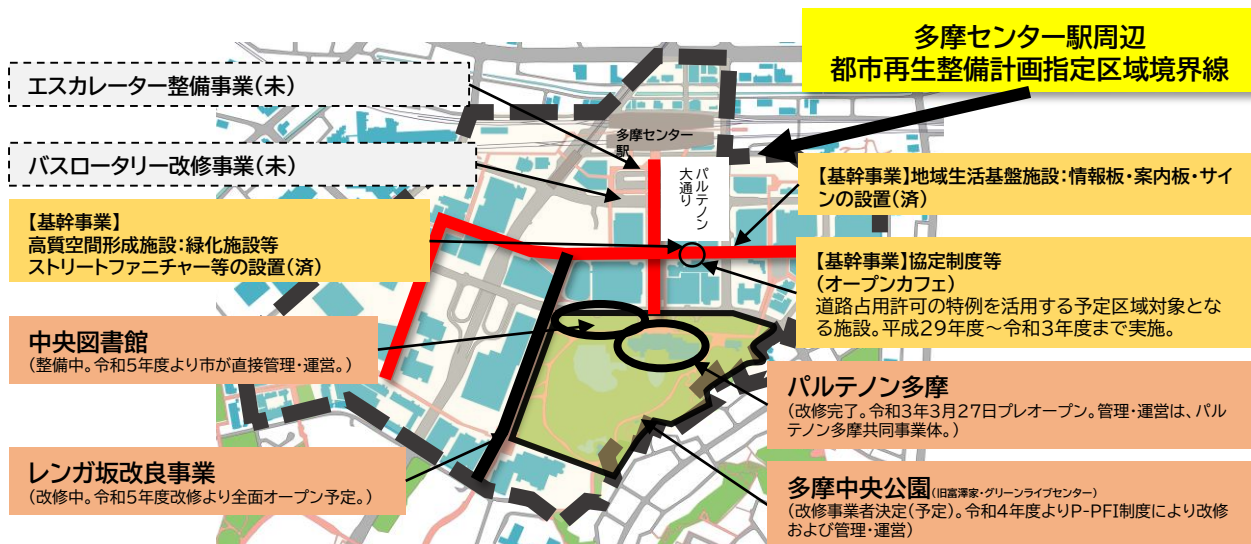 多摩センター駅周辺
都市再生整備計画指定区域境界線
エスカレーター整備事業(未)
多摩センター
駅
バスロータリー改修事業(未)
パルテノン
大通り
【基幹事業】地域生活基盤施設:情報板・案内板・サイ
ンの設置(済)
【基幹事業】
高質空間形成施設:緑化施設等
ストリートファニチャー等の設置(済)
【基幹事業】協定制度等
(オープンカフェ)
道路占用許可の特例を活用する予定区域対象とな
る施設。平成29年度~令和3年度まで実施。
中央図書館
(整備中。令和5年度より市が直接管理・運営。)
パルテノン多摩
(改修完了。令和3年3月27日プレオープン。管理・運営は、パル
テノン多摩共同事業体。)
レンガ坂改良事業
(改修中。令和5年度改修より全面オープン予定。)
多摩中央公園(旧富澤家・グリーンライブセンター)
(改修事業者決定(予定)。令和4年度よりP-PFI制度により改修
および管理・運営)